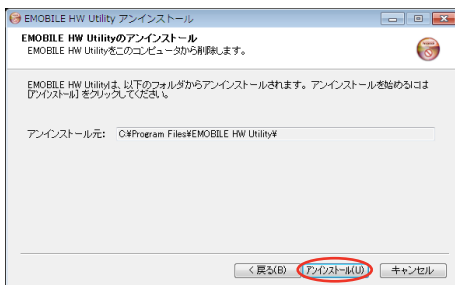 EMOBILE HW Utility アンインストール
EMOBILE HW Utilityのアンインストール
EMOBILE HW Utilityをこのコンピュータから削除します。
EMOBILE HW Utilityは、以下のフォルダからアンインストールされます。アンインストールを始めるには
[アンインストール] をクリックしてください。
アンインストール元: C:¥Program Files¥EMOBILE HW Utility¥
< 戻る(B) アンインストール(U) キャンセル